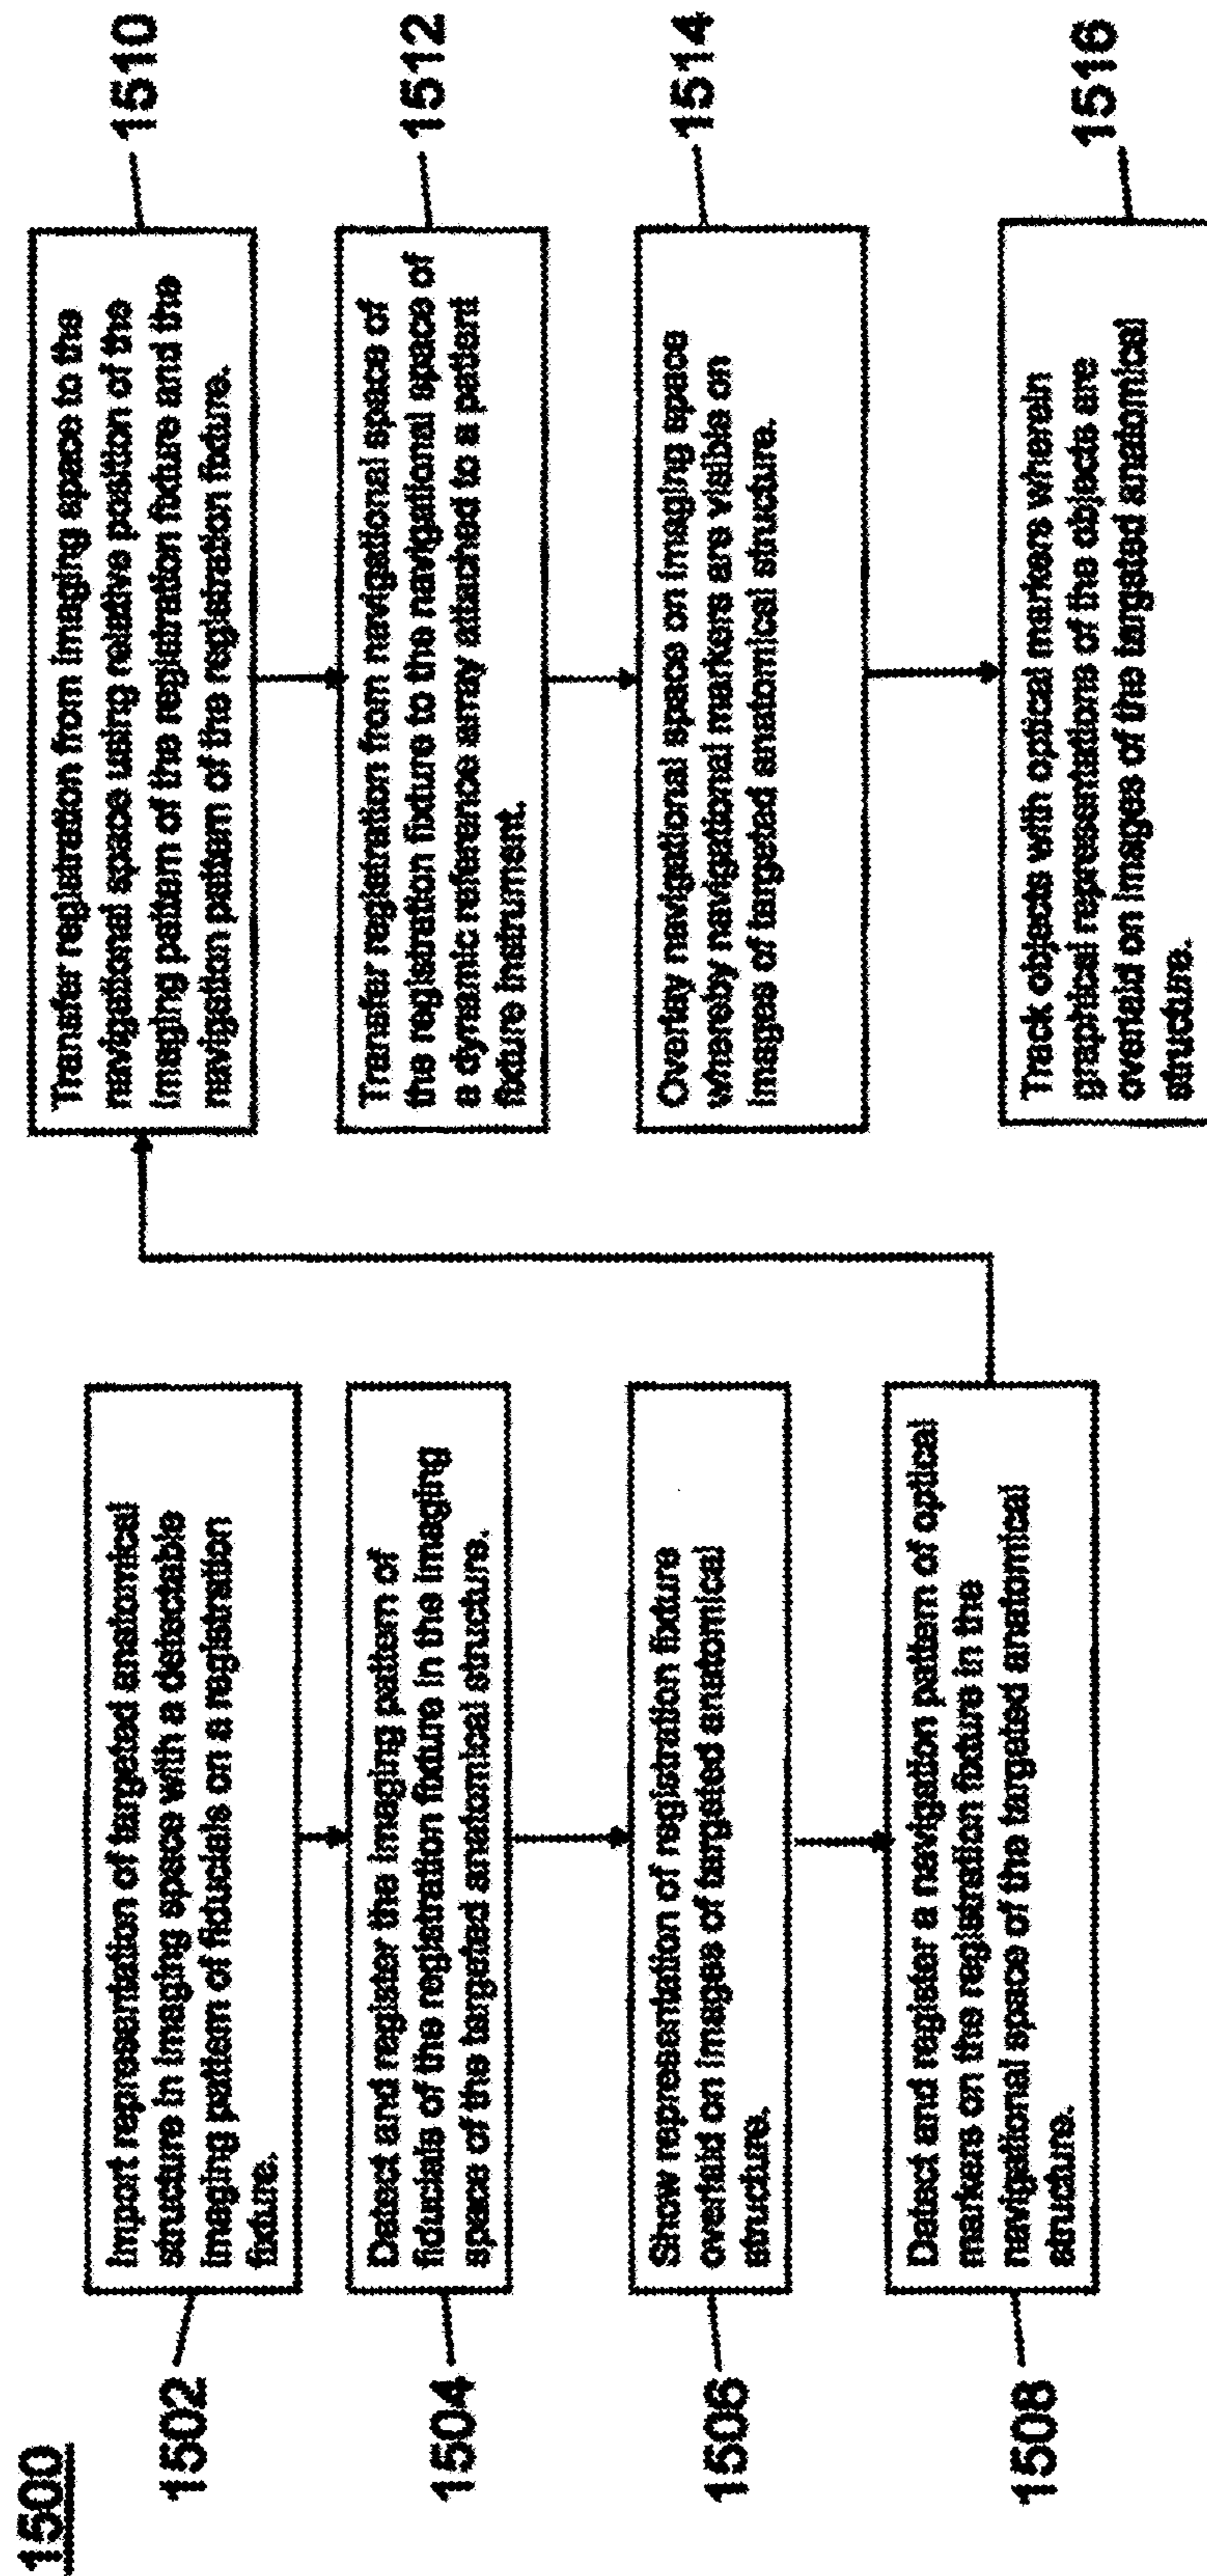 1500
1502
Import representation of targeted anatomical
structure in imaging space with a detectable
imaging pattern of fiducials on a registration
fixture.
1504
Detect and register the imaging pattern of
fiducials of the registration fixture in the imaging
space of the targeted anatomical structure.
1506
Show representation of registration fixture
overlaid on images of targeted anatomical
structure.
1508
Detect and register a navigation pattern of optical
markers on the registration fixture in the
navigational space of the targeted anatomical
structure.
1510
Transfer registration from imaging space to the
navigational space using relative position of the
imaging pattern of the registration fixture and the
navigation pattern of the registration fixture.
1512
Transfer registration from navigational space of
the registration fixture to the navigational space of
a dynamic reference array attached to a patient
fixture instrument.
1514
Overlay navigational space on imaging space
whereby navigational markers are visible on
images of targeted anatomical structure.
1516
Track objects with optical markers wherein
graphical representations of the objects are
overlaid on images of the targeted anatomical
structure.